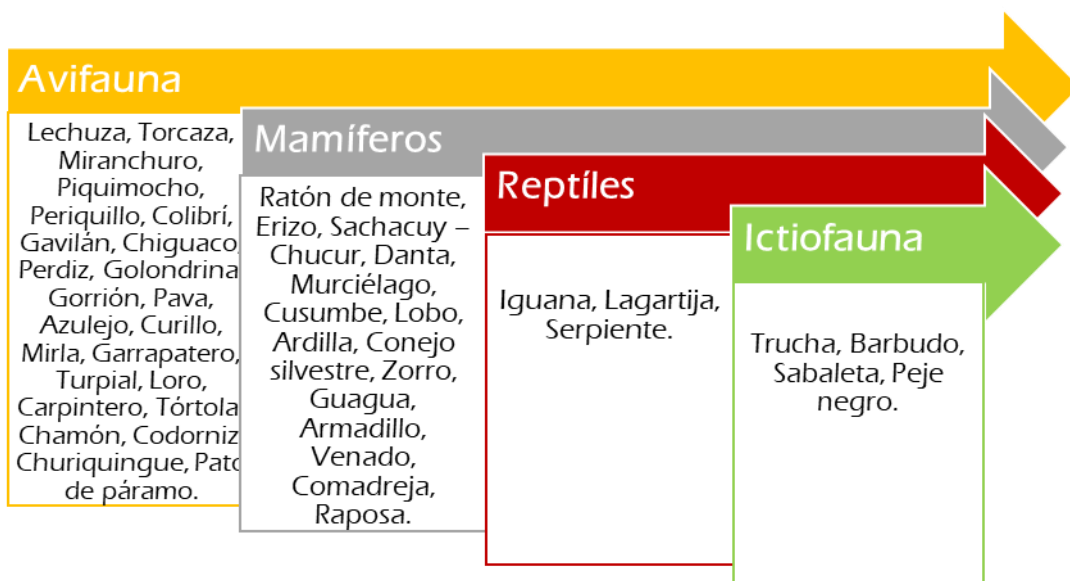 Avifauna
Lechuza, Torcaza,
Miranchuro,
Piquimocho,
Periquillo, Colibrí,
Gavilán, Chiguaco,
Perdiz, Golondrina
Gorrión, Pava,
Azulejo, Curillo,
Mirla, Garrapatero,
Turpial, Loro,
Carpintero, Tórtola
Chamón, Codorniz
Churiquingue, Pato
de páramo.
Mamíferos
Ratón de monte,
Erizo, Sachacuy –
Chucur, Danta,
Murciélago,
Cusumbe, Lobo,
Ardilla, Conejo
silvestre, Zorro,
Guagua,
Armadillo,
Venado,
Comadreja,
Raposa.
Reptíles
Iguana, Lagartija,
Serpiente.
Ictiofauna
Trucha, Barbudo,
Sabaleta, Peje
negro.